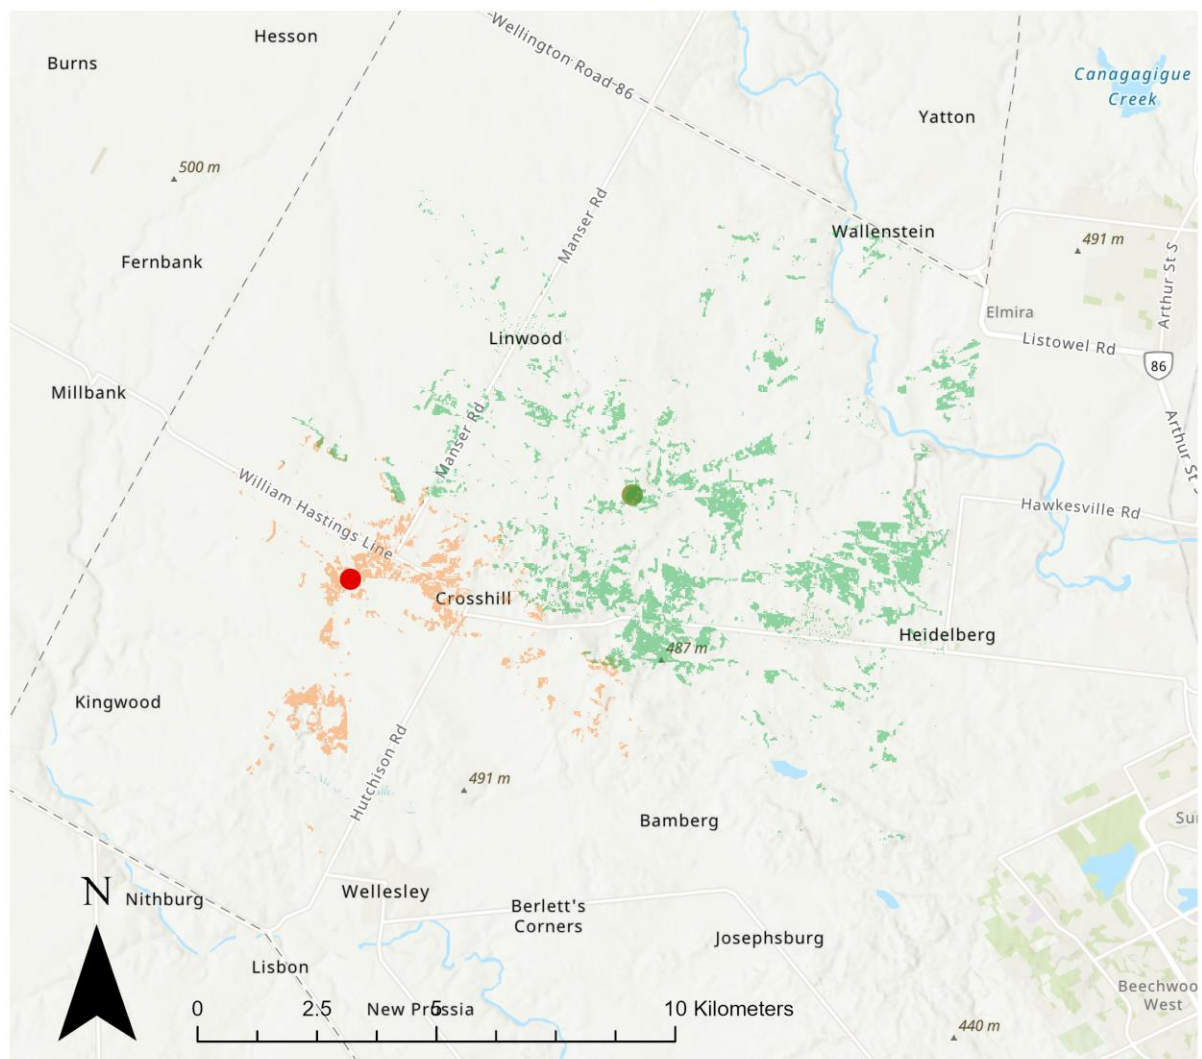 Hesson
Burns
Wellington Road 86
Canagagigue
Creek
Yatton
500 m
Manser Rd
Wallenstein
491 m
Fernbank
Arthur St S
Elmira
Linwood
Listowel Rd
86
Millbank
Manser Rd
Arthur St S
William Hastings Line
Hawkesville Rd
Crosshill
Heidelberg
487 m
Kingwood
Hutchison Rd
491 m
Bamberg
N
Wellesley
Nithburg
Berlett's
Corners
Josephsburg
Lisbon
Beechwoo
West
0 2.5 5 10 Kilometers
New Prussia
440 m